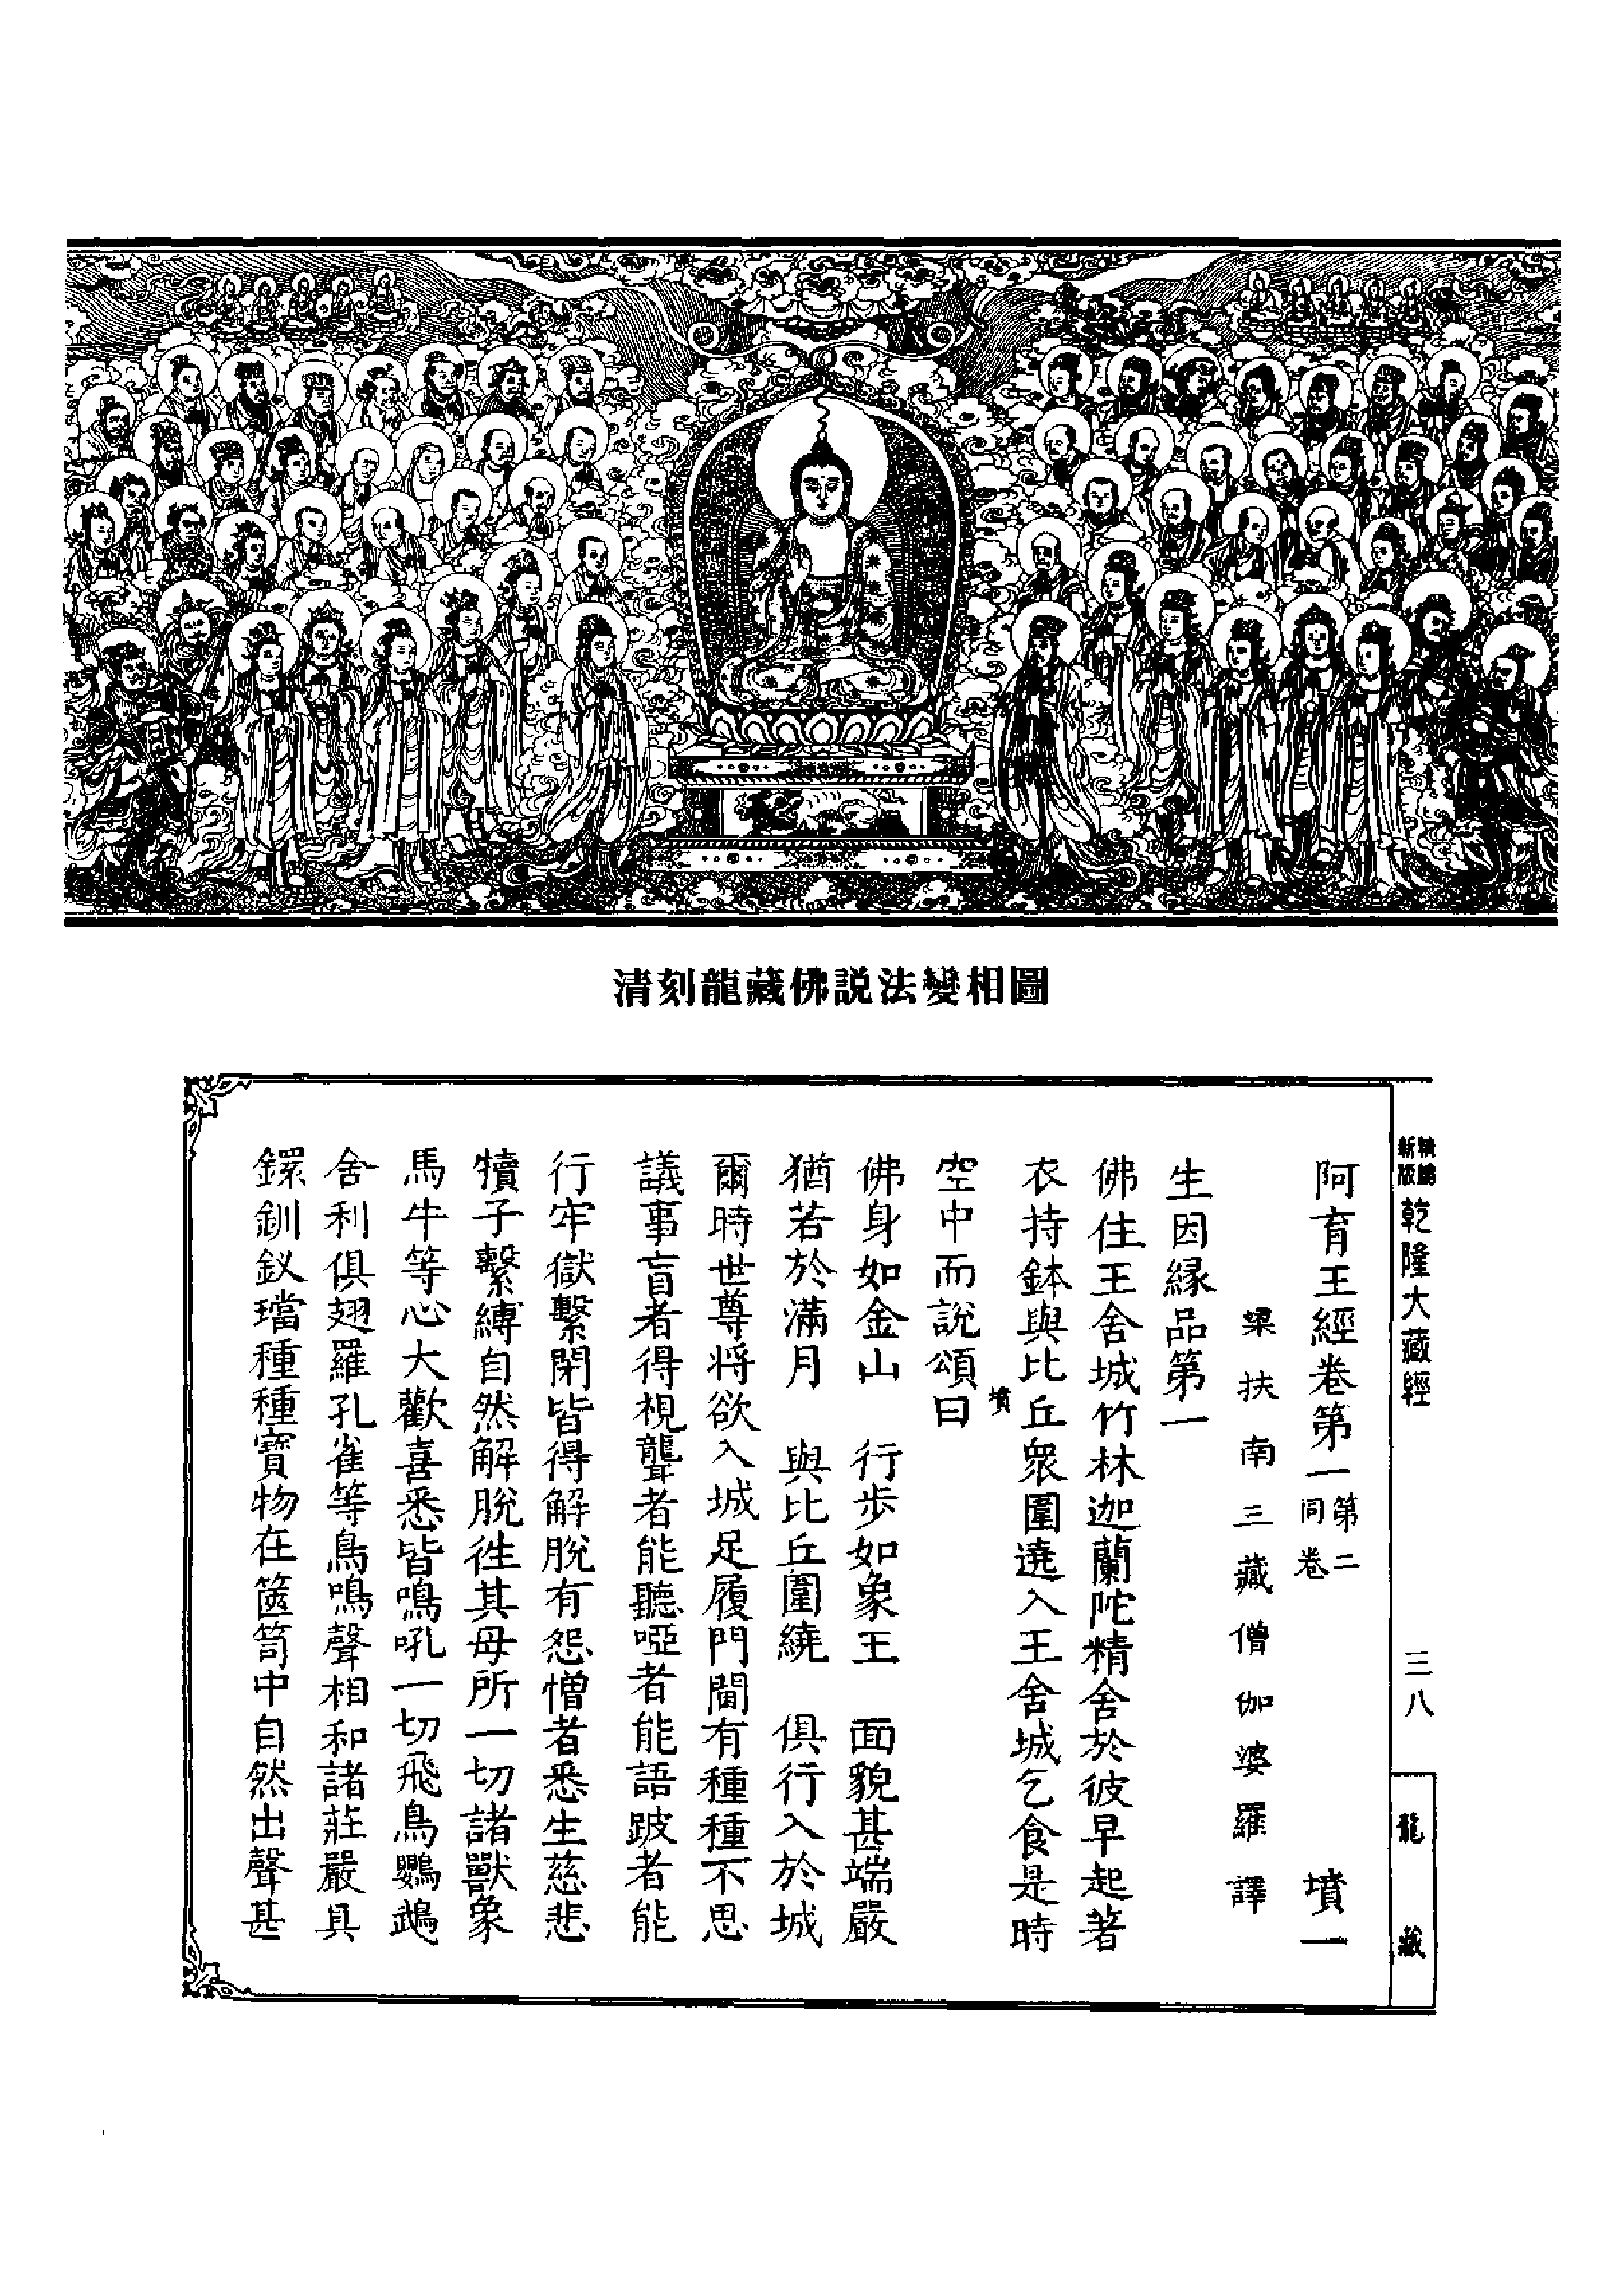 清刻龍藏佛説法變相圖
新版 精縮 乾隆大藏經
三八
龍藏
阿育王經卷第一 第二同卷 墳一
梁扶南三藏僧伽婆羅譯
生因緣品第一
佛住王舍城竹林迦蘭陀精舍於彼早起著
衣持鉢與比丘眾圍遶入王舍城乞食是時
墳
空中而說頌曰
佛身如金山 行步如象王 面貌甚端嚴
猶若於滿月 與比丘圍繞 俱行入於城
爾時世尊將欲入城足履門閫有種種不思
議事盲者得視聾者能聽啞者能語跛者能
行牢獄繫閉皆得解脫有怨憎者悉生慈悲
犢子繫縛自然解脫徃其母所一切諸獸象
馬牛等心大歡喜悉皆鳴吼一切飛鳥鸚鵡
舍利俱翅羅孔雀等鳥鳴聲相和諸莊嚴具
鐶釧釵璫種種寶物在篋笥中自然出聲甚